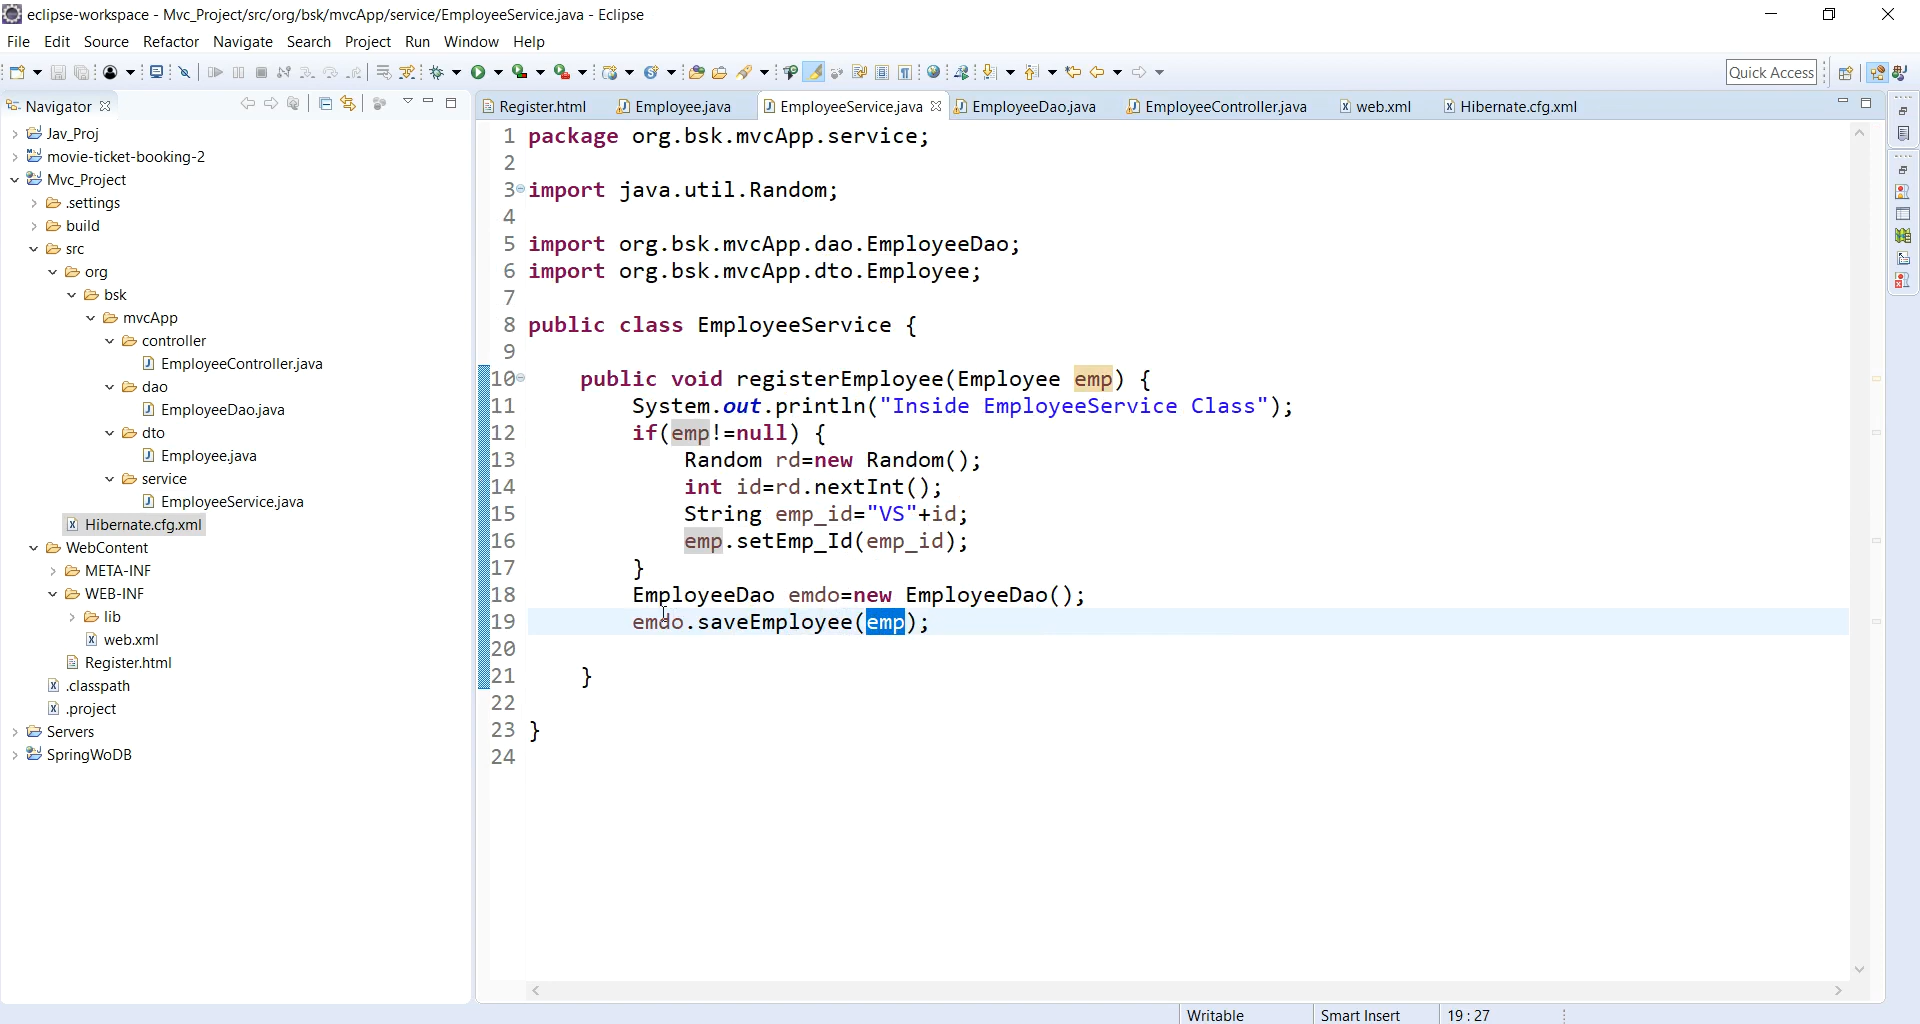 eclipse-workspace - Mvc_Project/src/org/bsk/mvcApp/service/EmployeeService.java - Eclipse
File Edit Source Refactor Navigate Search Project Run Window Help
Quick Access
Navigator
Register.html Employee.java EmployeeService.java EmployeeDao.java EmployeeController.java web.xml Hibernate.cfg.xml
Jav_Proj
movie-ticket-booking-2
Mvc_Project
.settings
build
src
org
bsk
mvcApp
controller
EmployeeController.java
dao
EmployeeDao.java
dto
Employee.java
service
EmployeeService.java
Hibernate.cfg.xml
WebContent
META-INF
WEB-INF
lib
web.xml
Register.html
.classpath
.project
Servers
SpringWoDB
1 package org.bsk.mvcApp.service;
2
3 import java.util.Random;
4
5 import org.bsk.mvcApp.dao.EmployeeDao;
6 import org.bsk.mvcApp.dto.Employee;
7
8 public class EmployeeService {
9
10 public void registerEmployee(Employee emp) {
11 System.out.println("Inside EmployeeService Class");
12 if(emp!=null) {
13 Random rd=new Random();
14 int id=rd.nextInt();
15 String emp_id="VS"+id;
16 emp.setEmp_Id(emp_id);
17 }
18 EmployeeDao emdo=new EmployeeDao();
19 emdo.saveEmployee(emp);
20
21 }
22
23 }
24
Writable Smart Insert 19 : 27